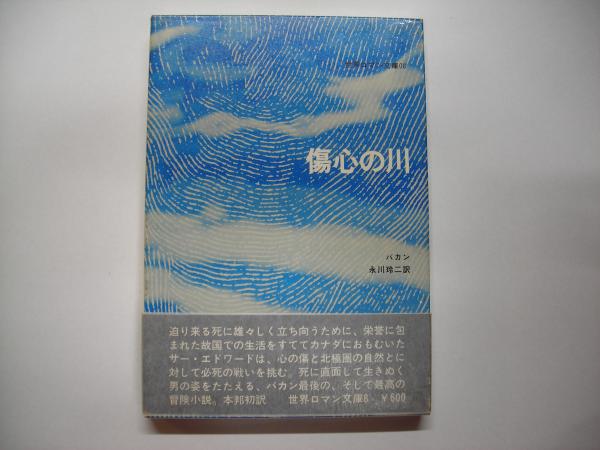 世界ロマン文庫08
傷心の川
バカン
永川玲二訳
迫り来る死に雄々しく立ち向うために、栄誉に包
まれた故国での生活をすててカナダにおもむいた
サー・エドワードは、心の傷と北極圏の自然とに
対して必死の戦いを挑む。死に直面して生きぬく
男の姿をたたえる、バカン最後の、そして最高の
冒険小説。本邦初訳 世界ロマン文庫8・¥600